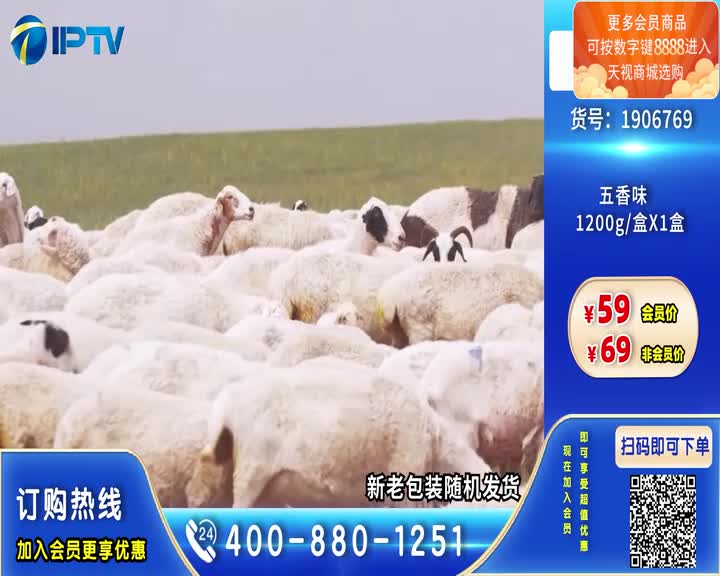 IPTV
更多会员商品
可按数字键8888进入
天视商城选购
货号：1906769
五香味
1200g/盒X1盒
¥59 会员价
¥69 非会员价
新老包装随机发货
订购热线
加入会员更享优惠
24
400-880-1251
现在加入会员
即可享受超值优惠
扫码即可下单